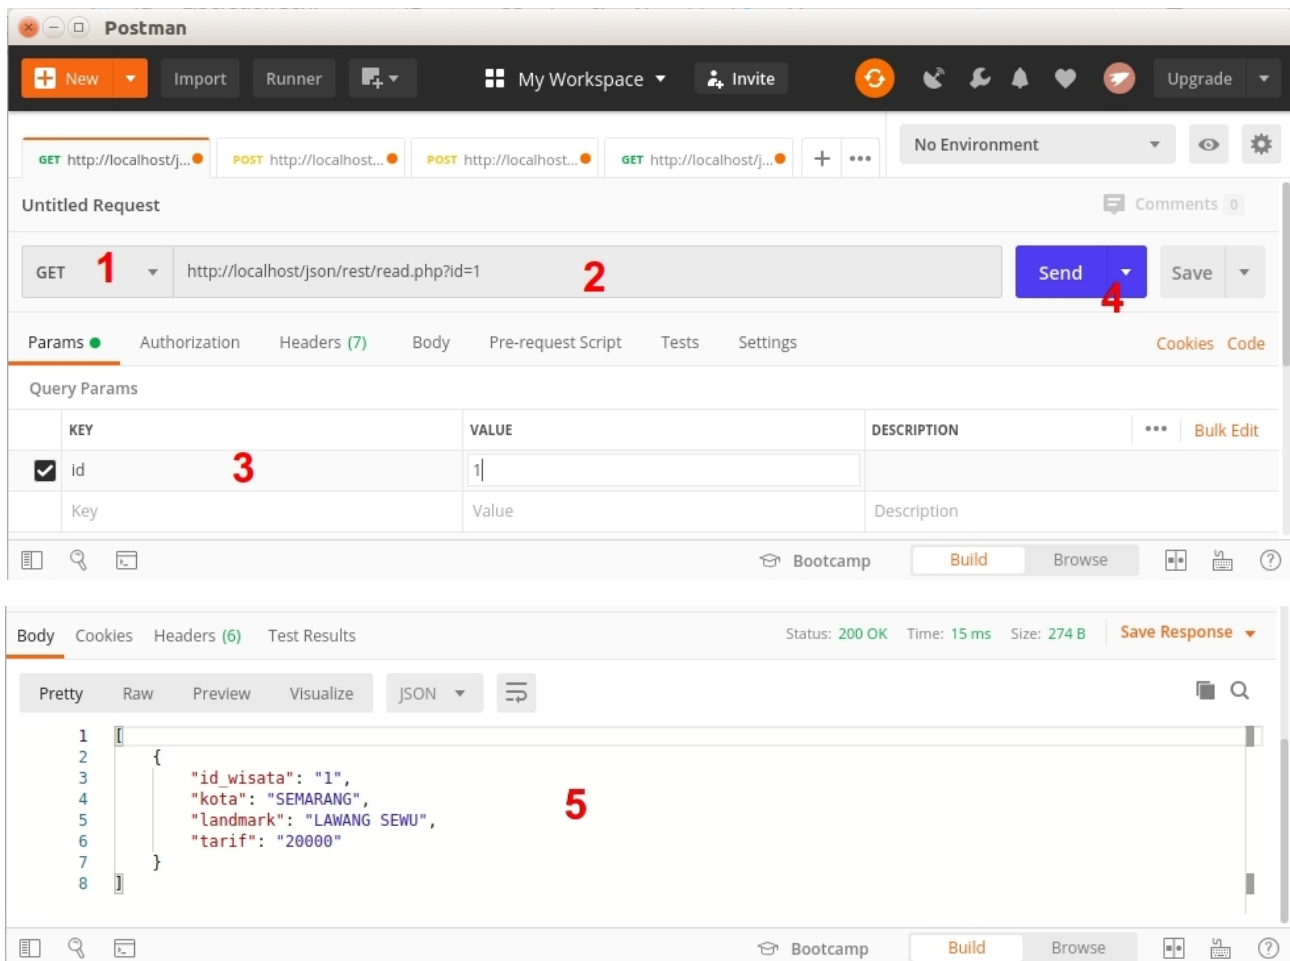 Postman
New Import Runner My Workspace Invite Upgrade
GET http://localhost/j... POST http://localhost... POST http://localhost... GET http://localhost/j... + ••• No Environment
Untitled Request Comments 0
GET 1 http://localhost/json/rest/read.php?id=1 2 Send 4 Save
Params Authorization Headers (7) Body Pre-request Script Tests Settings Cookies Code
Query Params
KEY VALUE DESCRIPTION ••• Bulk Edit
id 3 1
Key Value Description
Bootcamp Build Browse
Body Cookies Headers (6) Test Results Status: 200 OK Time: 15 ms Size: 274 B Save Response
Pretty Raw Preview Visualize JSON
1 [
2 {
3 "id_wisata": "1",
4 "kota": "SEMARANG", 5
5 "landmark": "LAWANG SEWU",
6 "tarif": "20000"
7 }
8 ]
Bootcamp Build Browse